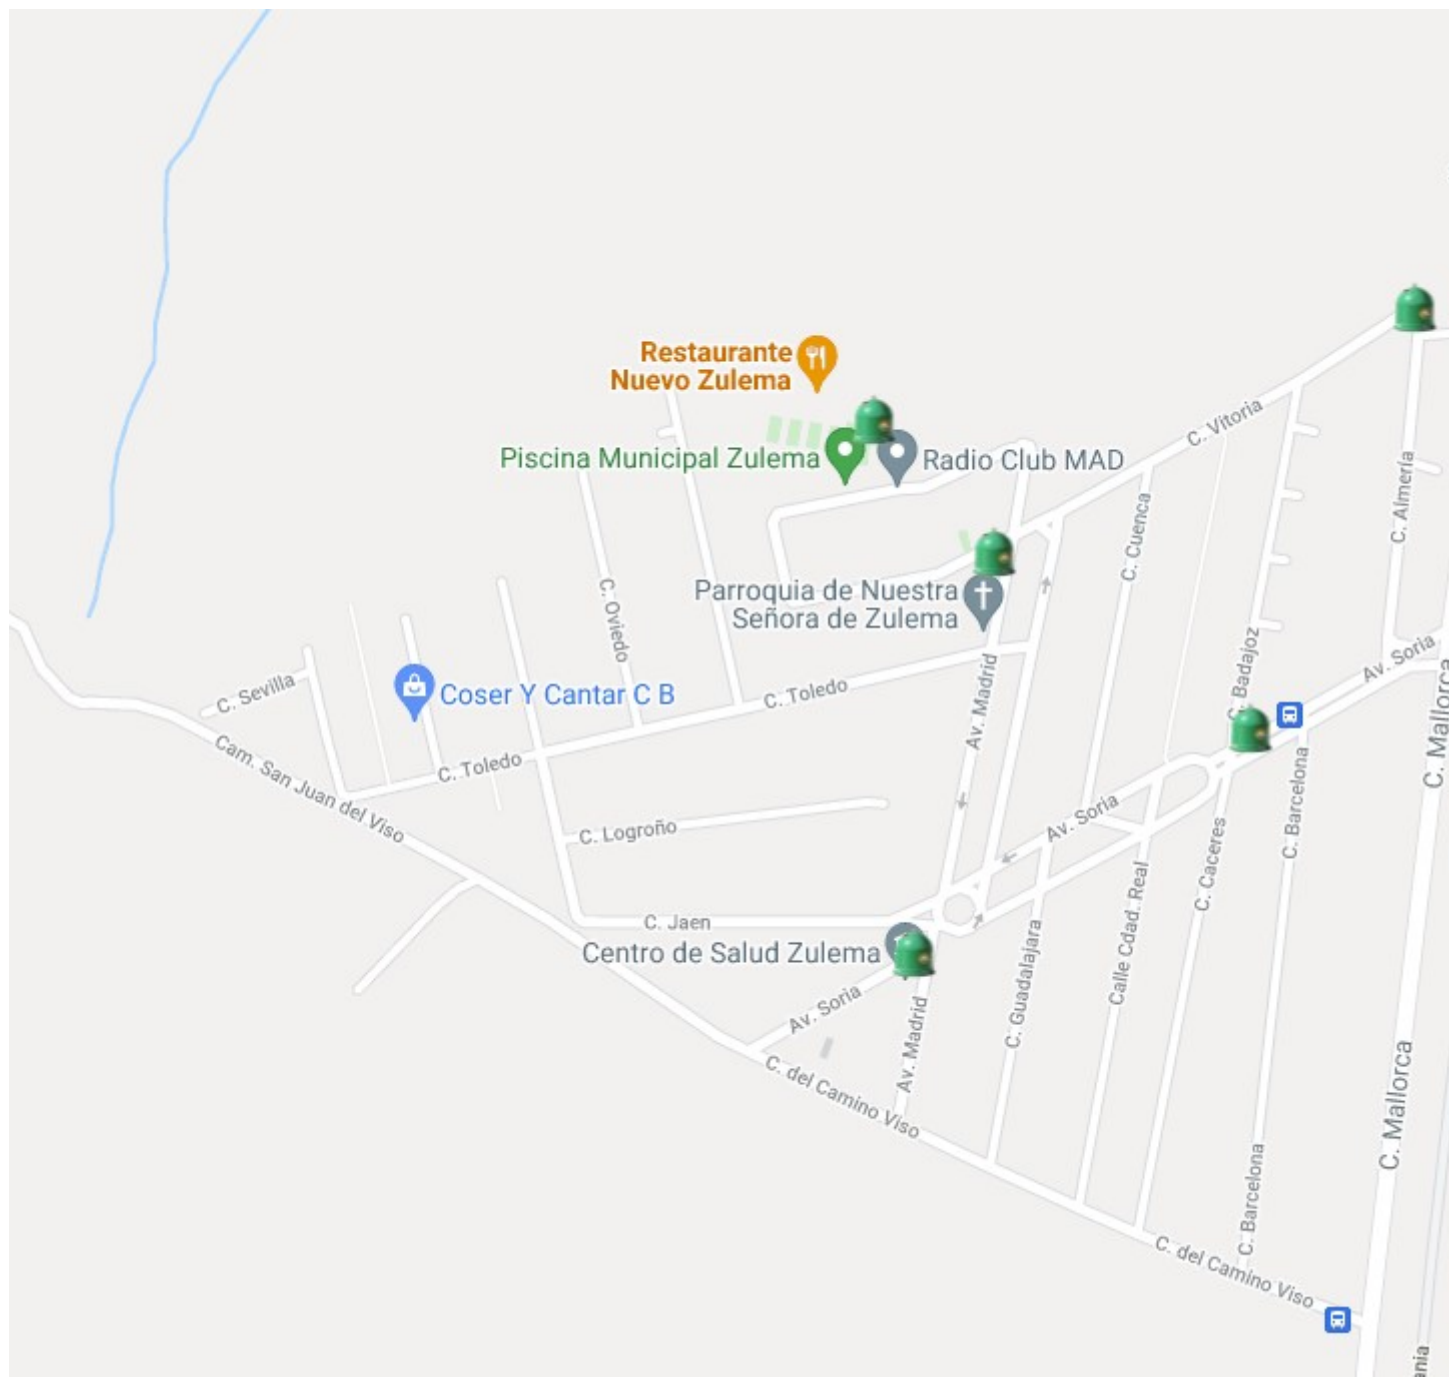 Restaurante
Nuevo Zulema
C. Vitoria
Piscina Municipal Zulema
Radio Club MAD
C. Almería
C. Cuenca
Parroquia de Nuestra
Señora de Zulema
C. Oviedo
C. Badajoz
Av. Soria
C. Sevilla
Coser Y Cantar C B
C. Toledo
Av. Madrid
C. Mallorca
Cam. San Juan del Viso
C. Toledo
C. Logroño
Av. Soria
C. Barcelona
C. Caceres
Calle Cdad. Real
C. Jaen
Centro de Salud Zulema
C. Guadalajara
Av. Soria
Av. Madrid
C. del Camino Viso
C. Mallorca
C. Barcelona
C. del Camino Viso